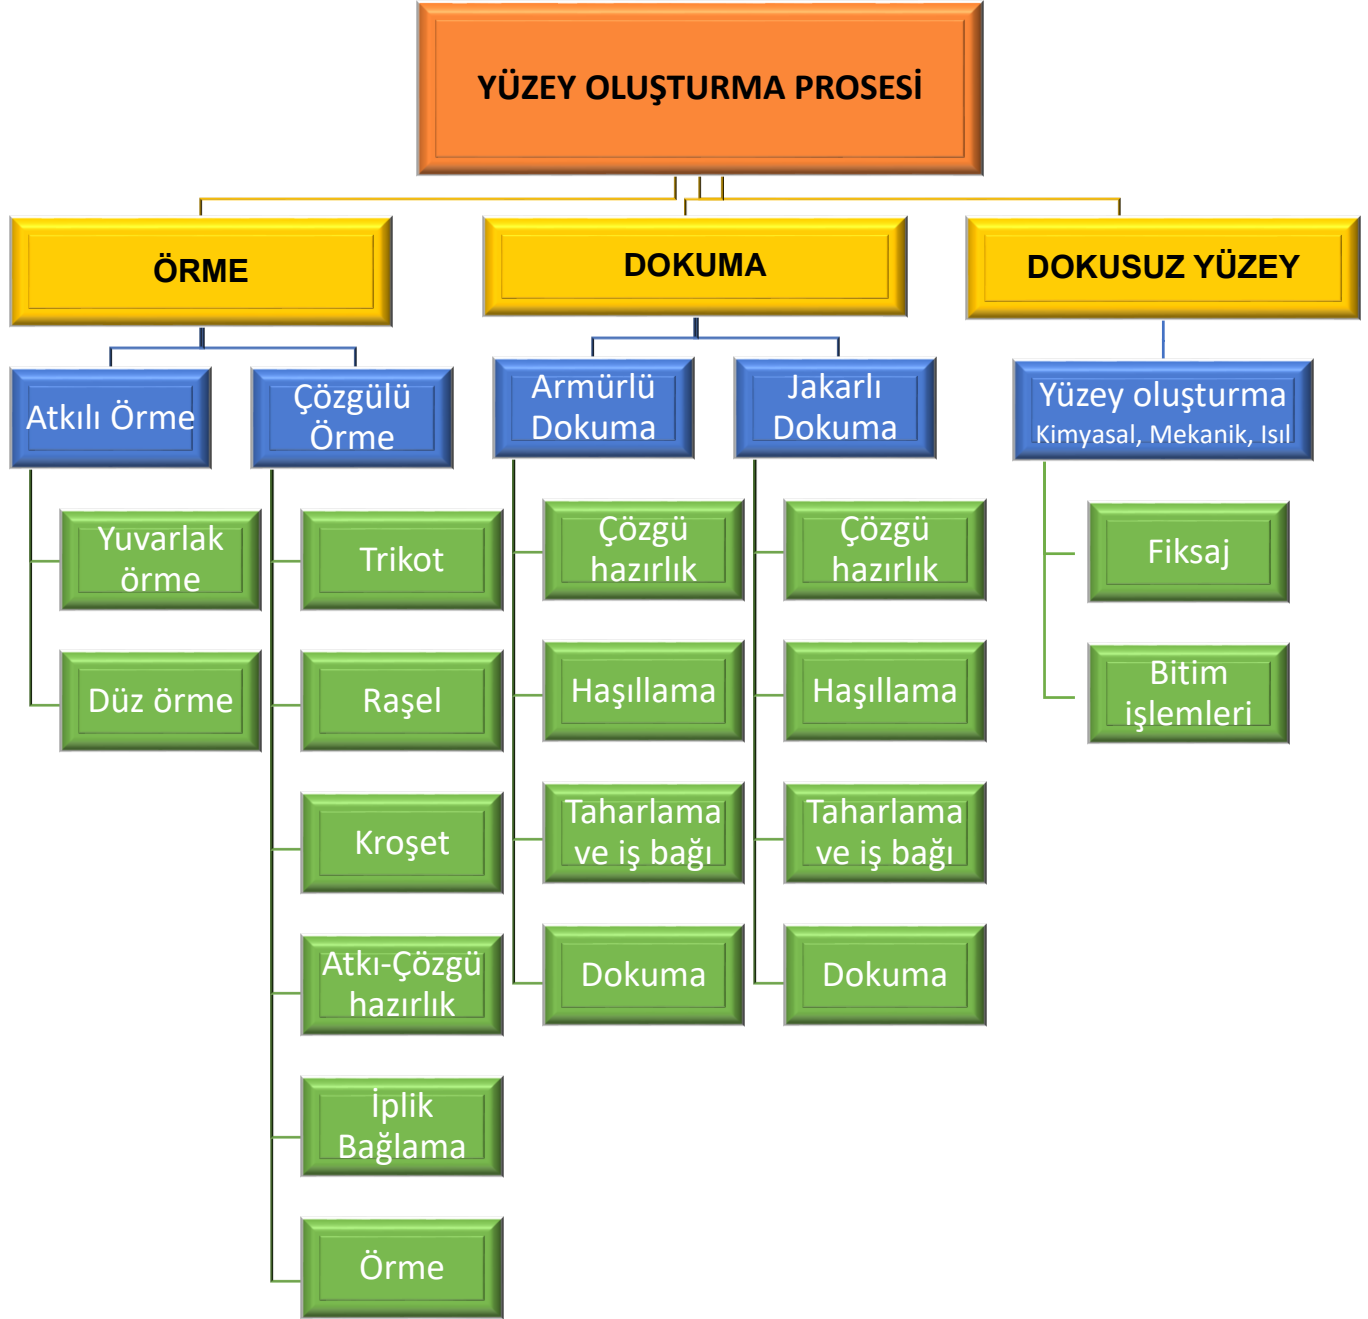 YÜZEY OLUŞTURMA PROSESİ
ÖRME
DOKUMA
DOKUSUZ YÜZEY
Atkılı Örme
Çözgülü
Örme
Armürlü
Dokuma
Jakarlı
Dokuma
Yüzey oluşturma
Kimyasal, Mekanik, Isıl
Yuvarlak
örme
Düz örme
Trikot
Raşel
Kroşet
Atkı-Çözgü
hazırlık
İplik
Bağlama
Örme
Çözgü
hazırlık
Haşıllama
Taharlama
ve iş bağı
Dokuma
Çözgü
hazırlık
Haşıllama
Taharlama
ve iş bağı
Dokuma
Fiksaj
Bitim
işlemleri